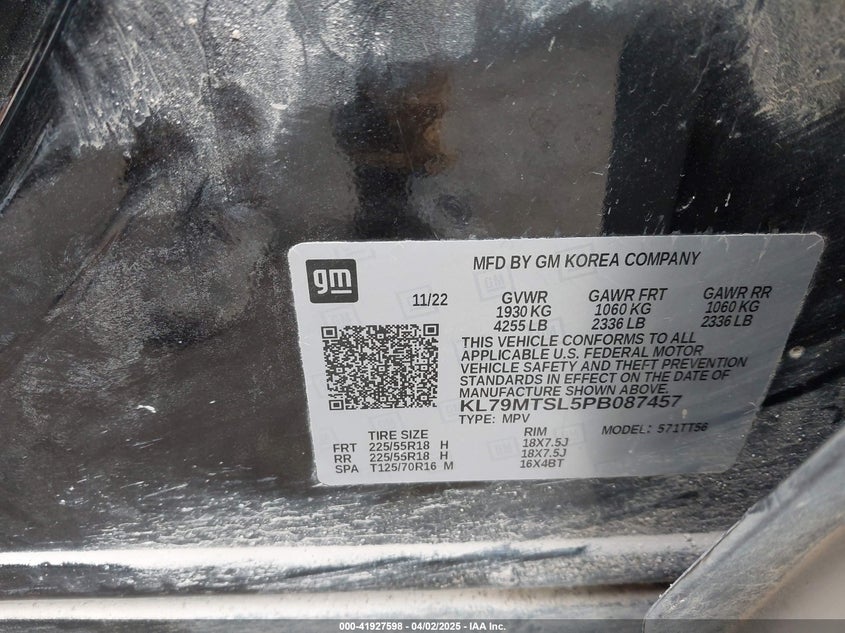 gm
MFD BY GM KOREA COMPANY
11/22 GVWR GAWR FRT GAWR RR
1930 KG 1060 KG 1060 KG
4255 LB 2336 LB 2336 LB
THIS VEHICLE CONFORMS TO ALL
APPLICABLE U.S. FEDERAL MOTOR
VEHICLE SAFETY AND THEFT PREVENTION
STANDARDS IN EFFECT ON THE DATE OF
MANUFACTURE SHOWN ABOVE.
KL79MTSL5PB087457
TYPE: MPV MODEL: 571TT56
TIRE SIZE RIM
FRT 225/55R18 H 18X7.5J
RR 225/55R18 H 18X7.5J
SPA T125/70R16 M 16X4BT
000-41927598 - 04/02/2025 - IAA Inc.